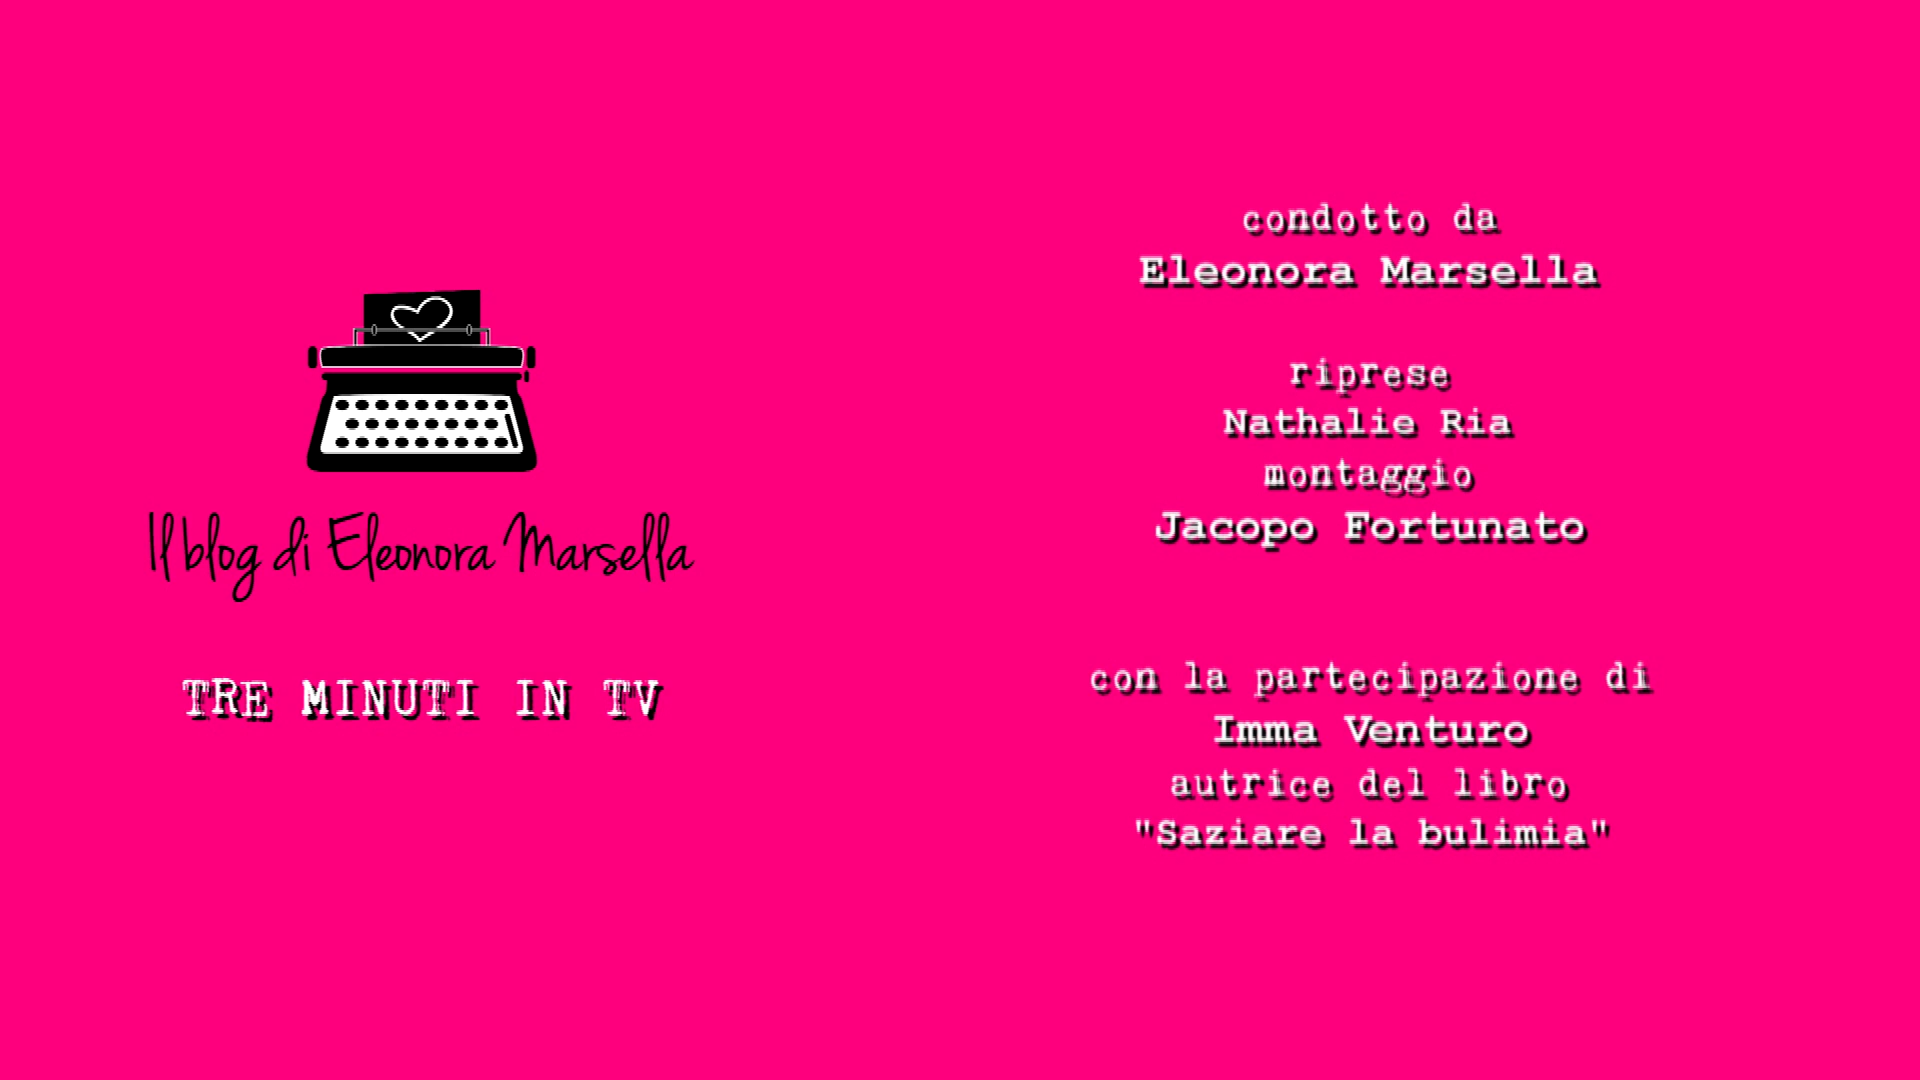 Il blog di Eleonora Marsella
TRE MINUTI IN TV
condotto da
Eleonora Marsella
riprese
Nathalie Ria
montaggio
Jacopo Fortunato
con la partecipazione di
Imma Venturo
autrice del libro
"Saziare la bulimia"